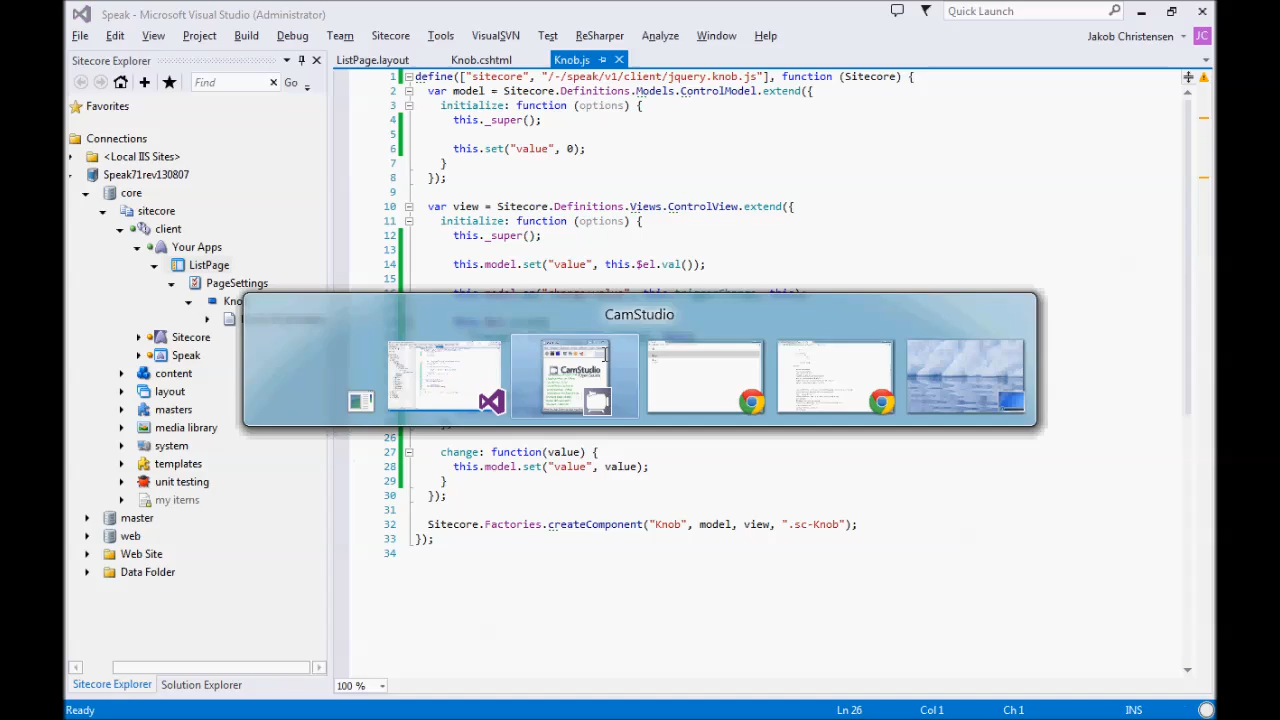 Speak - Microsoft Visual Studio (Administrator)
Quick Launch
File Edit View Project Build Debug Team Sitecore Tools VisualSVN Test ReSharper Analyze Window Help
Jakob Christensen JC
Sitecore Explorer
ListPage.layout Knob.cshtml Knob.js
Find Go
Favorites
Connections
<Local IIS Sites>
Speak71rev130807
core
sitecore
client
Your Apps
ListPage
PageSettings
Kno
Sitecore
Speak
content
layout
masters
media library
system
templates
unit testing
my items
master
web
Web Site
Data Folder
1 define(["sitecore", "/-/speak/v1/client/jquery.knob.js"], function (Sitecore) {
2 var model = Sitecore.Definitions.Models.ControlModel.extend({
3 initialize: function (options) {
4 this._super();
5
6 this.set("value", 0);
7 }
8 });
9
10 var view = Sitecore.Definitions.Views.ControlView.extend({
11 initialize: function (options) {
12 this._super();
13
14 this.model.set("value", this.$el.val());
15
CamStudio
CamStudio
26
27 change: function(value) {
28 this.model.set("value", value);
29 }
30 });
31
32 Sitecore.Factories.createComponent("Knob", model, view, ".sc-Knob");
33 });
34
100 %
Sitecore Explorer Solution Explorer
Ready Ln 26 Col 1 Ch 1 INS